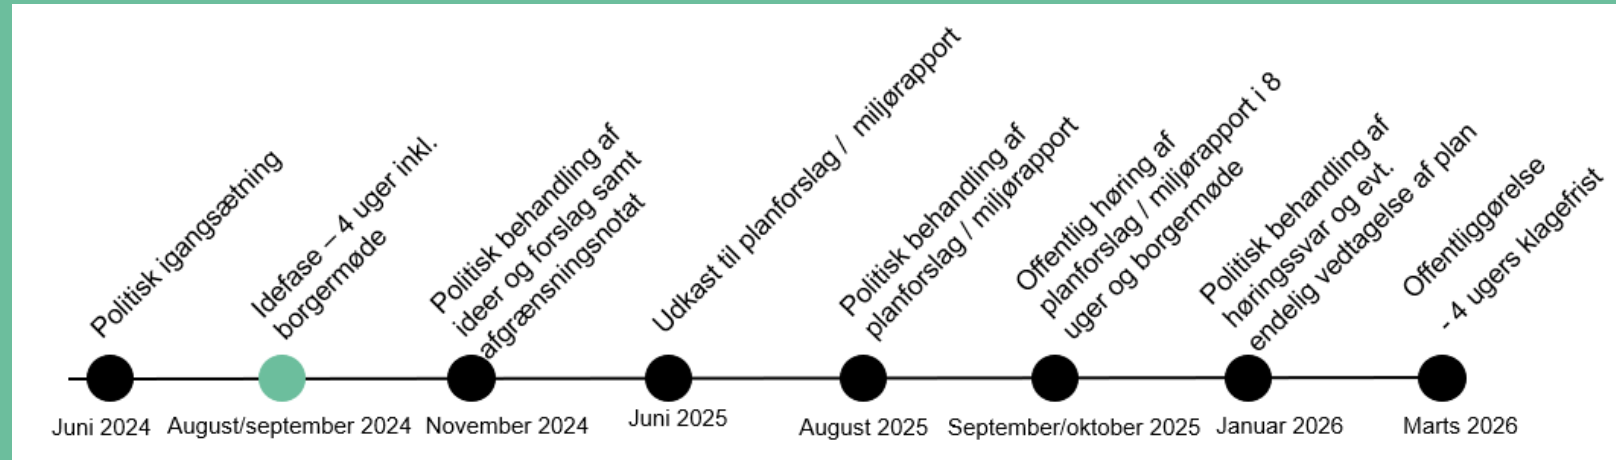 Politisk igangsætning
Idefase – 4 uger inkl.
borgermøde
Politisk behandling af
ideer og forslag samt
afgrænsningsnotat
Udkast til planforslag / miljørapport
Politisk behandling af
planforslag / miljørapport
Offentlig høring af
planforslag / miljørapport i 8
uger og borgermøde
Politisk behandling af
høringssvar og evt.
endelig vedtagelse af plan
Offentliggørelse
- 4 ugers klagefrist
Juni 2024
August/september 2024
November 2024
Juni 2025
August 2025
September/oktober 2025
Januar 2026
Marts 2026